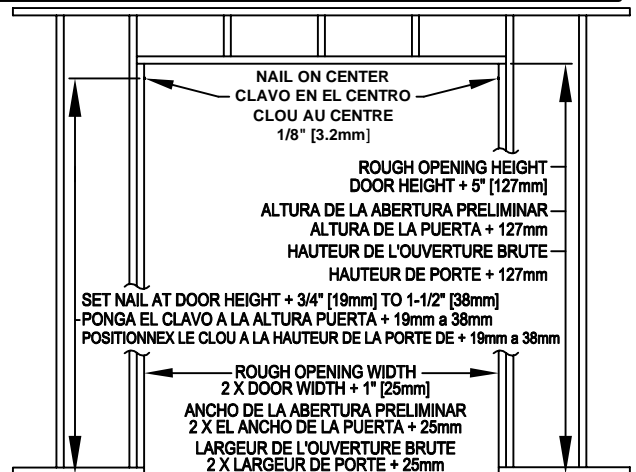 NAIL ON CENTER
CLAVO EN EL CENTRO
CLOU AU CENTRE
1/8" [3.2mm]
ROUGH OPENING HEIGHT
DOOR HEIGHT + 5" [127mm]
ALTURA DE LA ABERTURA PRELIMINAR
ALTURA DE LA PUERTA + 127mm
HAUTEUR DE L'OUVERTURE BRUTE
HAUTEUR DE PORTE + 127mm
SET NAIL AT DOOR HEIGHT + 3/4" [19mm] TO 1-1/2" [38mm]
PONGA EL CLAVO A LA ALTURA PUERTA + 19mm a 38mm
POSITIONNEX LE CLOU A LA HAUTEUR DE LA PORTE DE + 19mm a 38mm
ROUGH OPENING WIDTH
2 X DOOR WIDTH + 1" [25mm]
ANCHO DE LA ABERTURA PRELIMINAR
2 X EL ANCHO DE LA PUERTA + 25mm
LARGEUR DE L'OUVERTURE BRUTE
2 X LARGEUR DE PORTE + 25mm